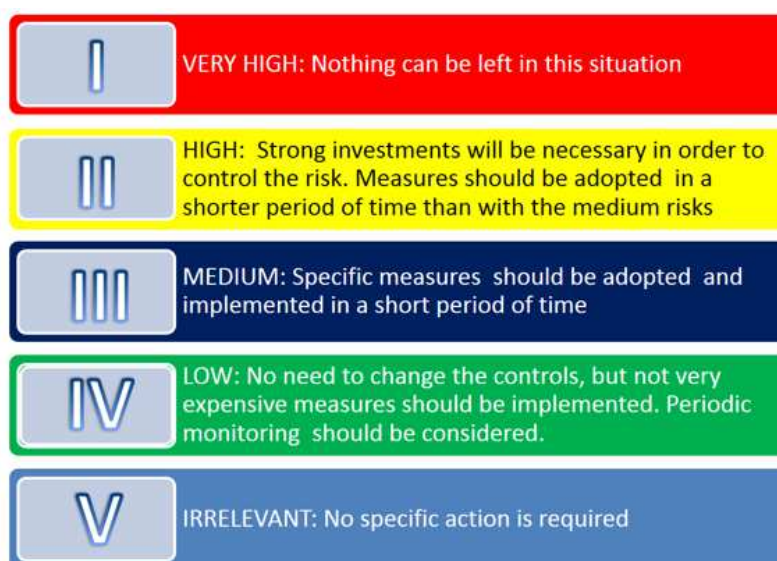 I
VERY HIGH: Nothing can be left in this situation
II
HIGH: Strong investments will be necessary in order to
control the risk. Measures should be adopted in a
shorter period of time than with the medium risks
III
MEDIUM: Specific measures should be adopted and
implemented in a short period of time
IV
LOW: No need to change the controls, but not very
expensive measures should be implemented. Periodic
monitoring should be considered.
V
IRRELEVANT: No specific action is required